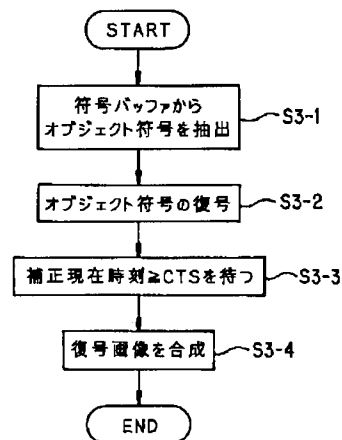 START
符号バッファから
オブジェクト符号を抽出
S3-1
オブジェクト符号の復号
S3-2
補正現在時刻≧CTSを待つ
S3-3
復号画像を合成
S3-4
END